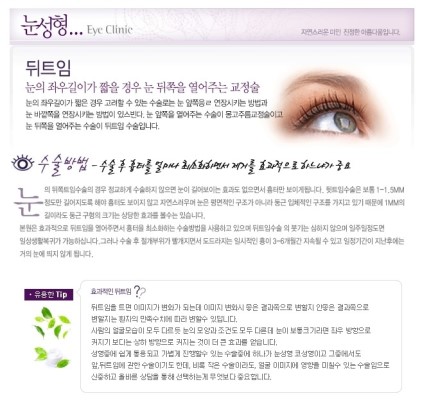 눈성형... Eye Clinic
자연스러운 미인 진정한 아름다움입니다.
뒤트임
눈의 좌우길이가 짧을 경우 눈 뒤쪽을 열어주는 교정술
눈의 좌우길이가 짧은 경우 고려할 수 있는 수술로는 눈 앞쪽을 연장시키는 방법과
눈 바깥쪽을 연장시키는 방법이 있습니다. 눈 앞쪽을 열어주는 수술이 몽고주름교정술이고
눈 뒤쪽을 열어주는 수술이 뒤트임 수술입니다.
수술방법 - 수술 후 흉터를 얼마나 최소화하면서 제거를 효과적으로 하느냐가 중요
눈의 뒤쪽트임수술의 경우 정교하게 수술하지 않으면 눈이 길어보이는 효과도 없으면서 흉터만 보이게됩니다. 뒷트임수술은 보통 1~1.5MM
정도만 길어지도록 해야 흉터도 보이지 않고 자연스러우며 눈은 평면적인 구조가 아니라 둥근 입체적인 구조를 가지고 있기 때문에 1MM의
길이라도 둥근 구형의 크기는 상당한 효과를 볼수는 있습니다.
본원은 효과적으로 뒤트임을 열어주면서 흉터를 최소화하는 수술방법을 사용하고 있으며 뒤트임수술 의 붓기는 심하지 않으며 일주일정도면
일상생활복귀가 가능하십니다.그러나 수술 후 절개부위가 빨개지면서 도드라지는 일시적인 흉이 3~6개월간 지속될 수 있고 일정기간이 지난후에는
거의 눈에 띄지 않게 됩니다.
유용한 Tip
효과적인 뒤트임
뒤트임을 트면 이미지가 변화가 되는데 이미지 변화시 좋은 결과쪽으로 변할지 안좋은 결과쪽으로
변할지는 환자의 만족수치에 따라 변할수 있습니다.
사람의 얼굴모습이 모두 다르듯 눈의 모양과 조건도 모두 다른데 눈이 보통크기라면 좌우 방향으로
커지기 보다는 상하 방향으로 커지는 것이 더 큰 효과를 얻습니다.
성형중에 쉽게 통용되고 가볍게 진행할수 있는 수술중에 하나가 눈성형 코성형이고 그중에서도
앞,뒤트임에 관한 수술이기도 한데, 비록 작은 수술이라도, 얼굴 이미지에 영향을 미칠수 있는 수술임으로
신중하고 올바른 상담을 통해 선택하는게 무엇보다 중요합니다.